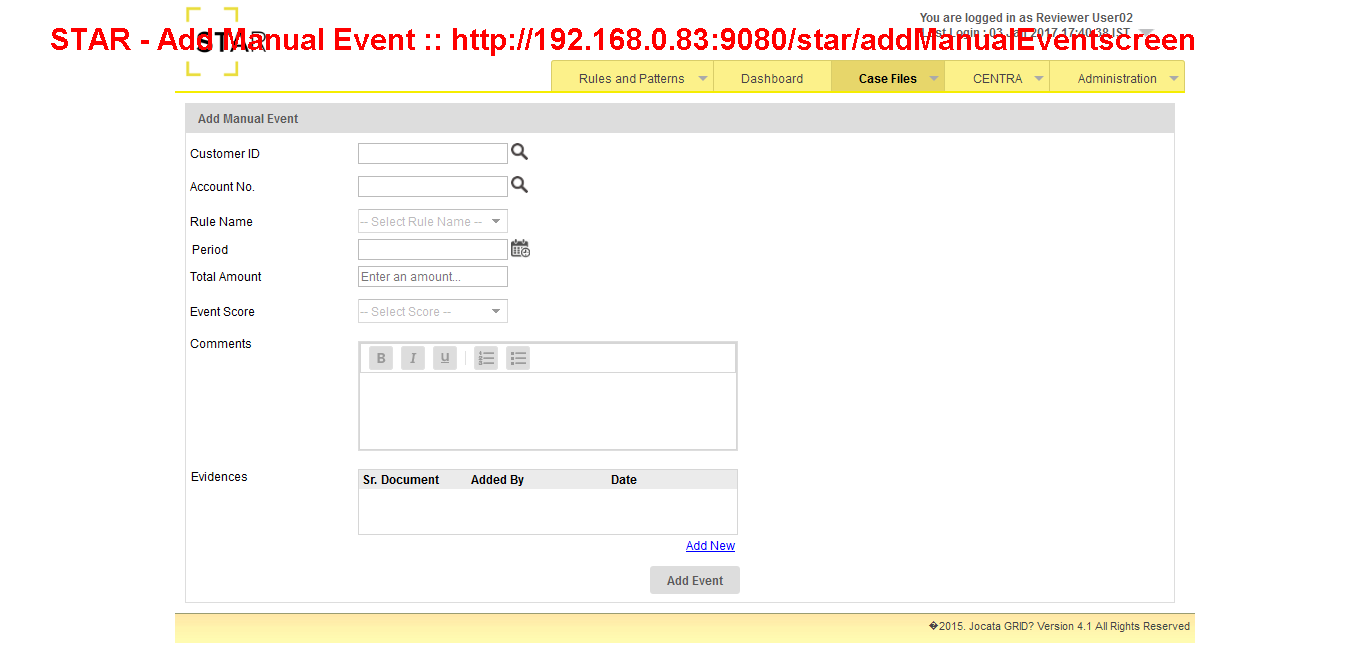 You are logged in as Reviewer User02
STAR
STAR - Add Manual Event :: http://192.168.0.83:9080/star/addManualEventscreen
Last Login : 03 Jan 2017 17:40:38 IST
Rules and Patterns Dashboard Case Files CENTRA Administration
Add Manual Event
Customer ID
Account No.
Rule Name -- Select Rule Name --
Period
Total Amount Enter an amount...
Event Score -- Select Score --
Comments
B I U
Evidences Sr. Document Added By Date
Add New
Add Event
�2015. Jocata GRID? Version 4.1 All Rights Reserved